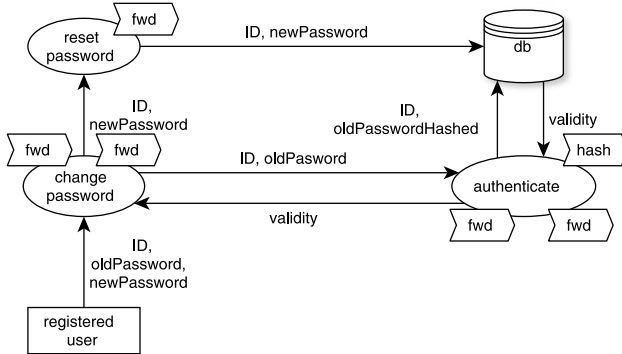 fwd
reset
password
ID, newPassword
db
ID,
newPassword
ID,
oldPasswordHashed
validity
fwd
fwd
hash
change
password
ID, oldPasword
authenticate
validity
fwd
fwd
ID,
oldPassword,
newPassword
registered
user